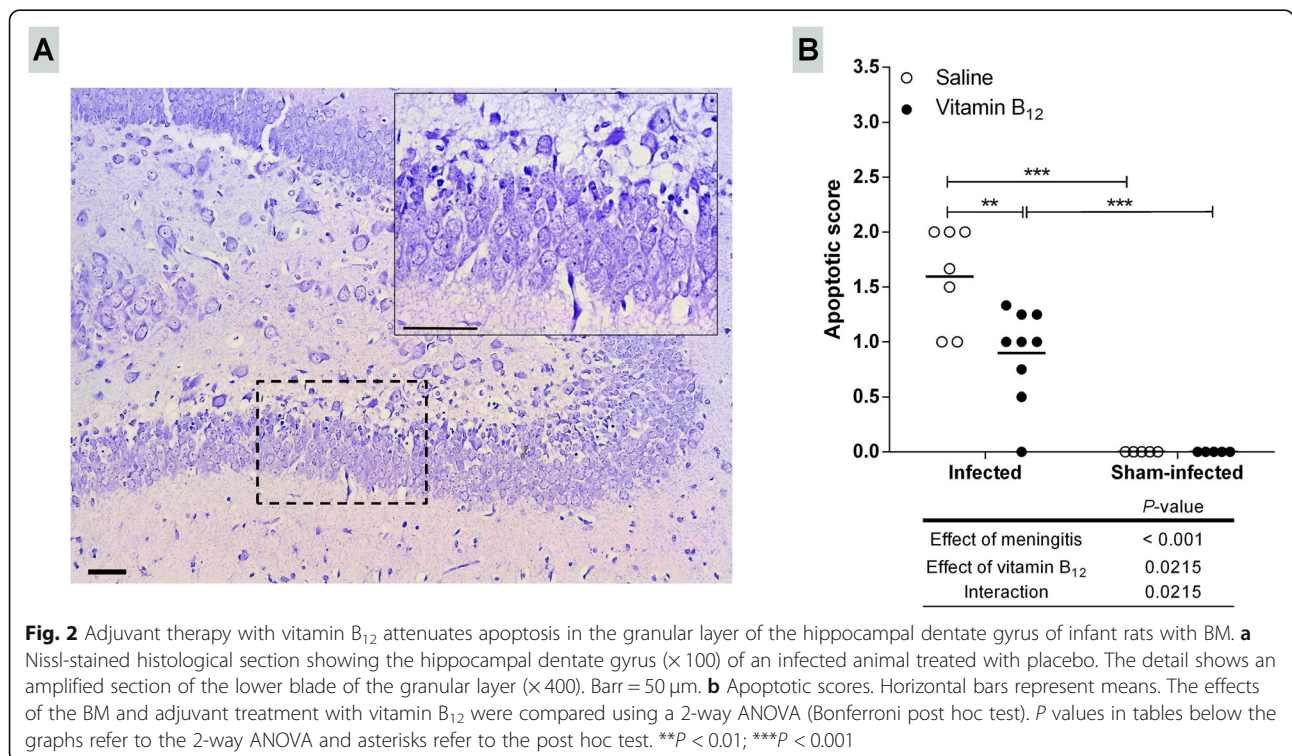 A
B
3.5
3.0
2.5
2.0
1.5
1.0
0.5
0.0
Apoptotic score
○ Saline
● Vitamin B12
***
** ***
Infected Sham-infected
P-value
Effect of meningitis < 0.001
Effect of vitamin B12 0.0215
Interaction 0.0215
Fig. 2 Adjuvant therapy with vitamin B12 attenuates apoptosis in the granular layer of the hippocampal dentate gyrus of infant rats with BM. a
Nissl-stained histological section showing the hippocampal dentate gyrus (× 100) of an infected animal treated with placebo. The detail shows an
amplified section of the lower blade of the granular layer (× 400). Barr = 50 μm. b Apoptotic scores. Horizontal bars represent means. The effects
of the BM and adjuvant treatment with vitamin B12 were compared using a 2-way ANOVA (Bonferroni post hoc test). P values in tables below the
graphs refer to the 2-way ANOVA and asterisks refer to the post hoc test. **P < 0.01; ***P < 0.001